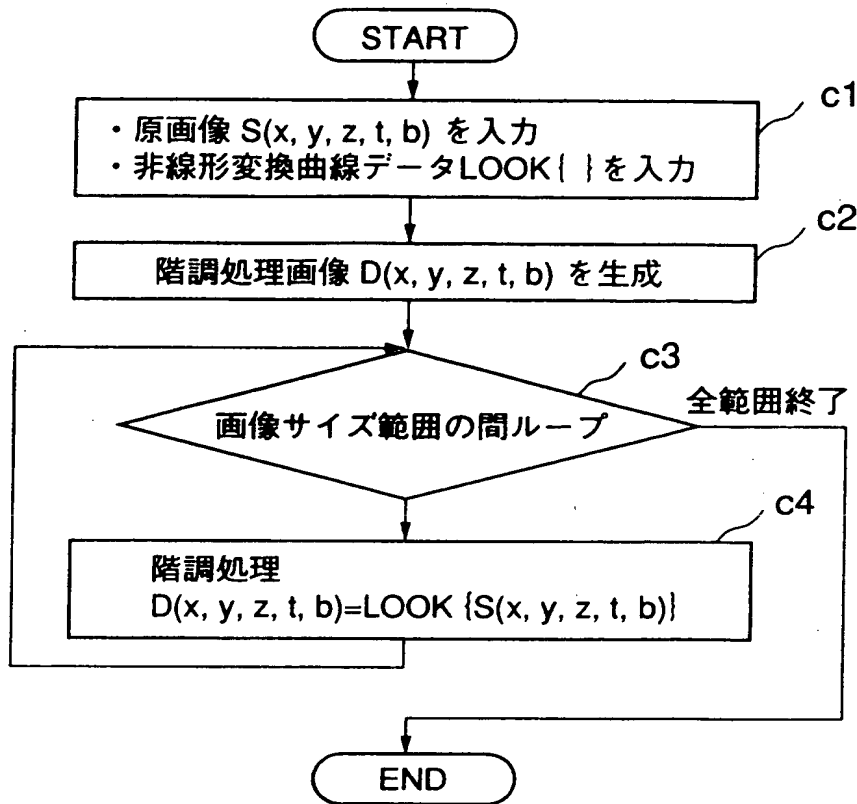 START
c1
・原画像 S(x, y, z, t, b) を入力
・非線形変換曲線データLOOK{ }を入力
c2
階調処理画像 D(x, y, z, t, b) を生成
c3
画像サイズ範囲の間ループ
全範囲終了
c4
階調処理
D(x, y, z, t, b)=LOOK {S(x, y, z, t, b)}
END